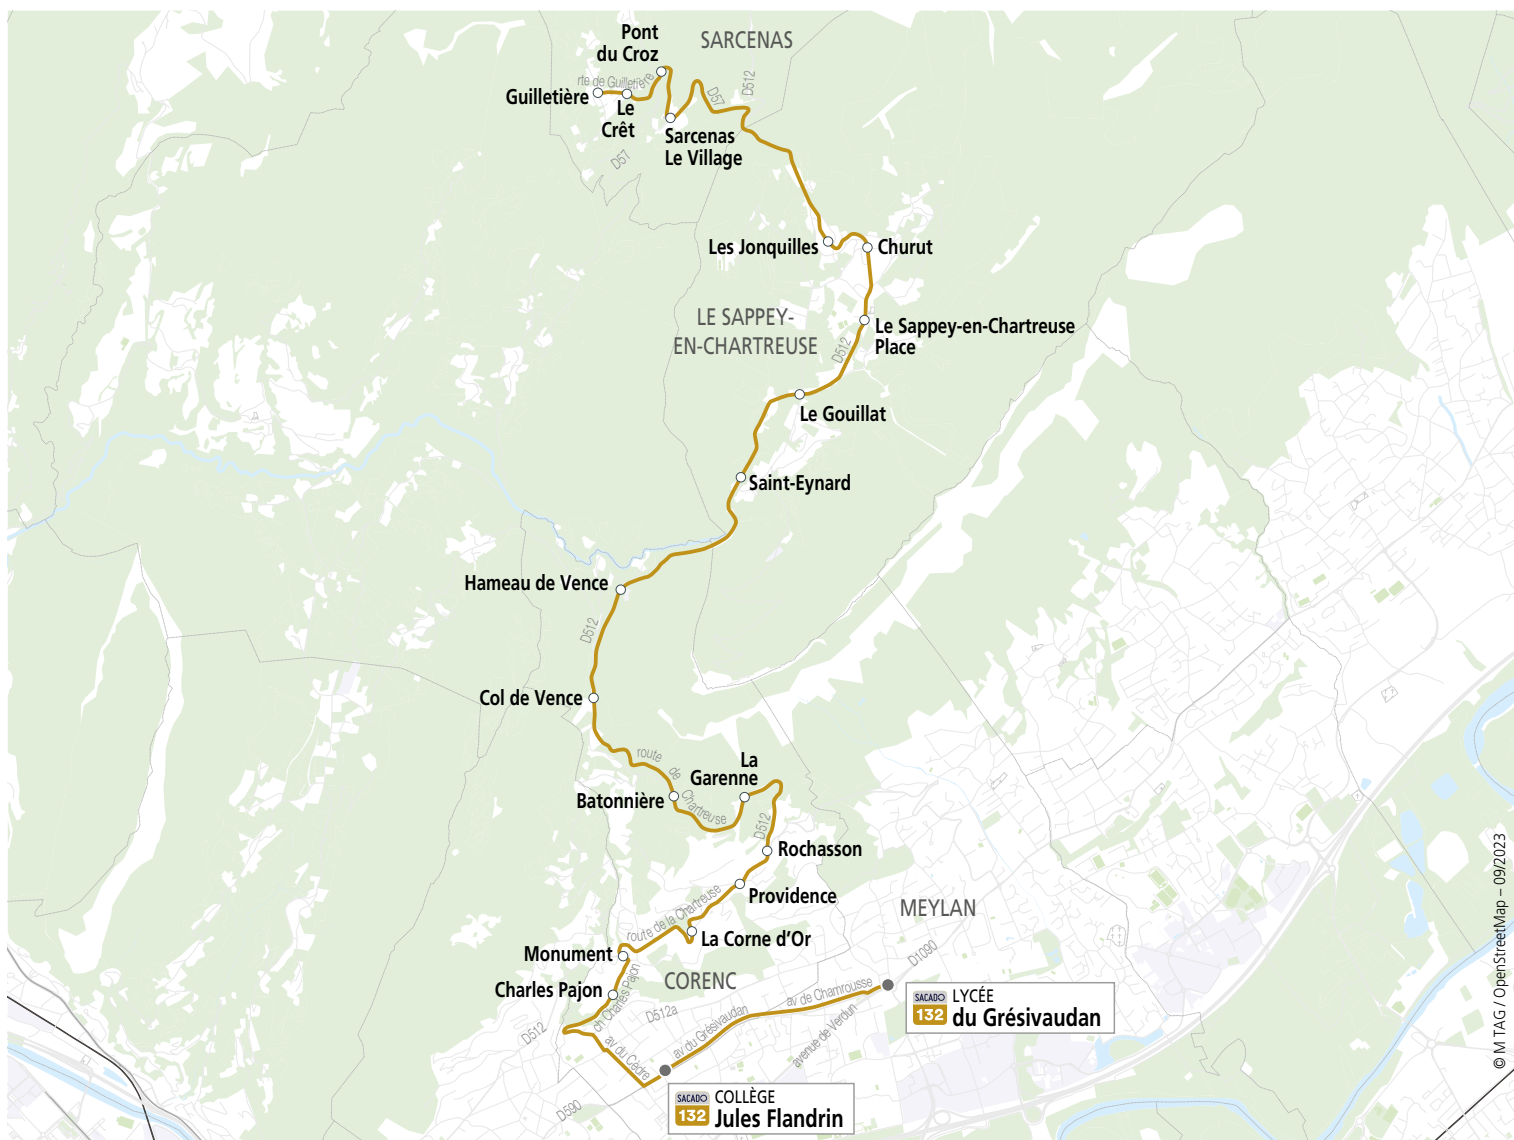 Pont
du Croz
SARCENAS
rte de Guilletière
D57
D512
Guilletière
Le
Crêt
Sarcenas
Le Village
D57
Les Jonquilles
Churut
LE SAPPEY-
EN-CHARTREUSE
Le Sappey-en-Chartreuse
Place
D512
Le Gouillat
Saint-Eynard
Hameau de Vence
D512
Col de Vence
route de Chartreuse
La
Garenne
Batonnière
D512
Rochasson
Providence
route de la Chartreuse
MEYLAN
La Corne d'Or
Monument
D1090
CORENC
Charles Pajon
ch Charles Pajon
av de Chamrousse
D512a
D512
av du Grésivaudan
avenue de Verdun
av du Cèdre
SACADO
132
LYCÉE
du Grésivaudan
D590
SACADO
132
COLLÈGE
Jules Flandrin
© M TAG / OpenStreetMap – 09/2023